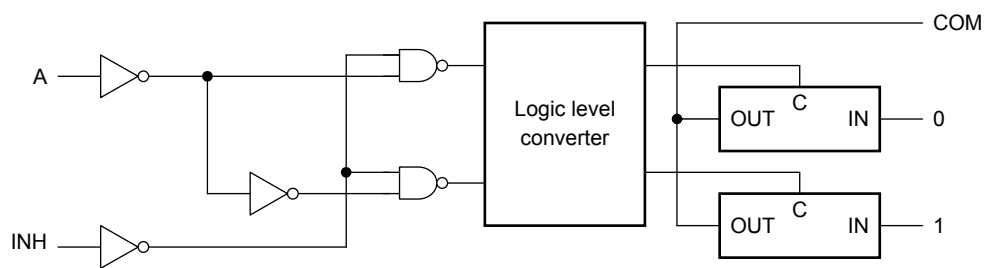 COM
A
C
OUT IN 0
Logic level
converter
C
OUT IN 1
INH